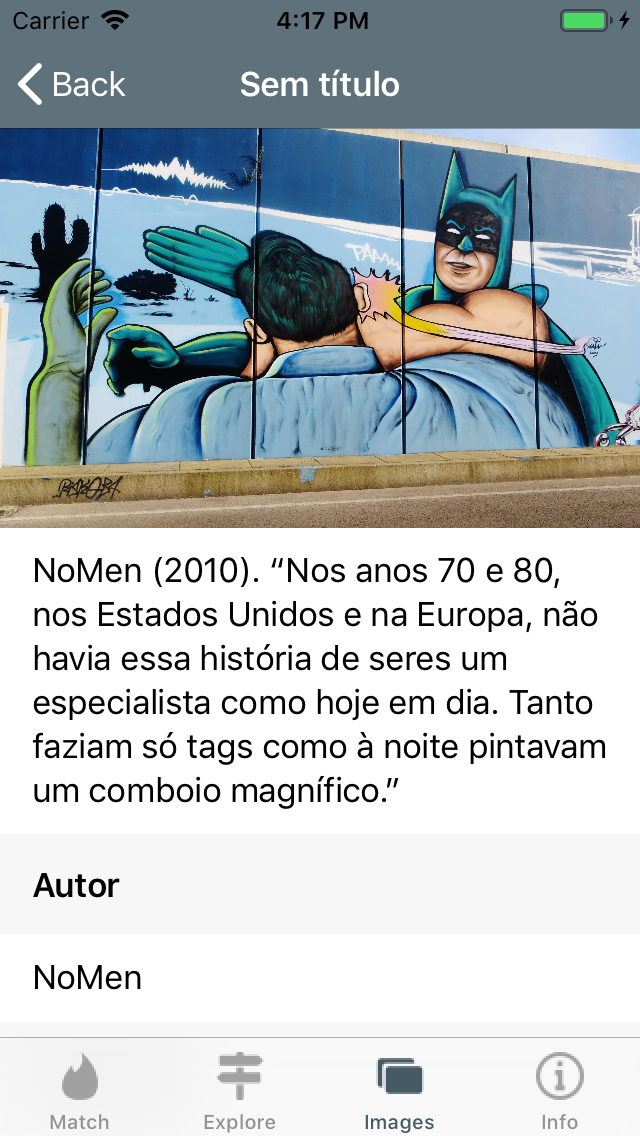 Carrier
4:17 PM
Back
Sem título
NoMen (2010). “Nos anos 70 e 80,
nos Estados Unidos e na Europa, não
havia essa história de seres um
especialista como hoje em dia. Tanto
faziam só tags como à noite pintavam
um comboio magnífico.”
Autor
NoMen
Match
Explore
Images
Info